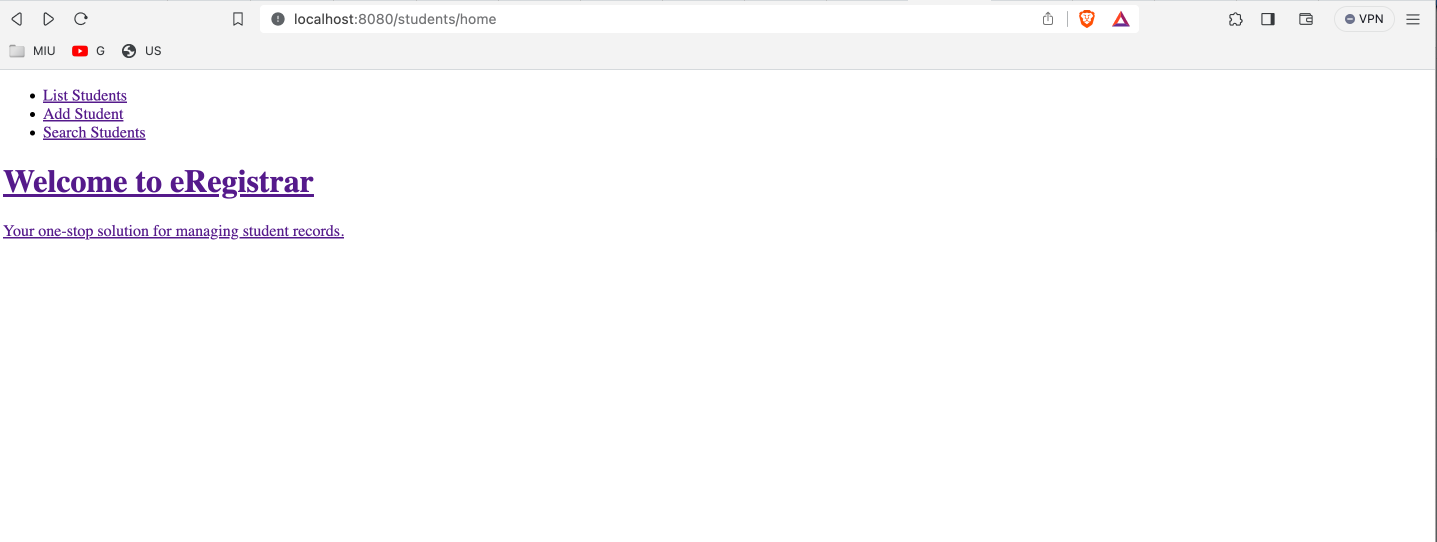 localhost:8080/students/home
VPN
MIU G US
List Students
Add Student
Search Students
Welcome to eRegistrar
Your one-stop solution for managing student records.